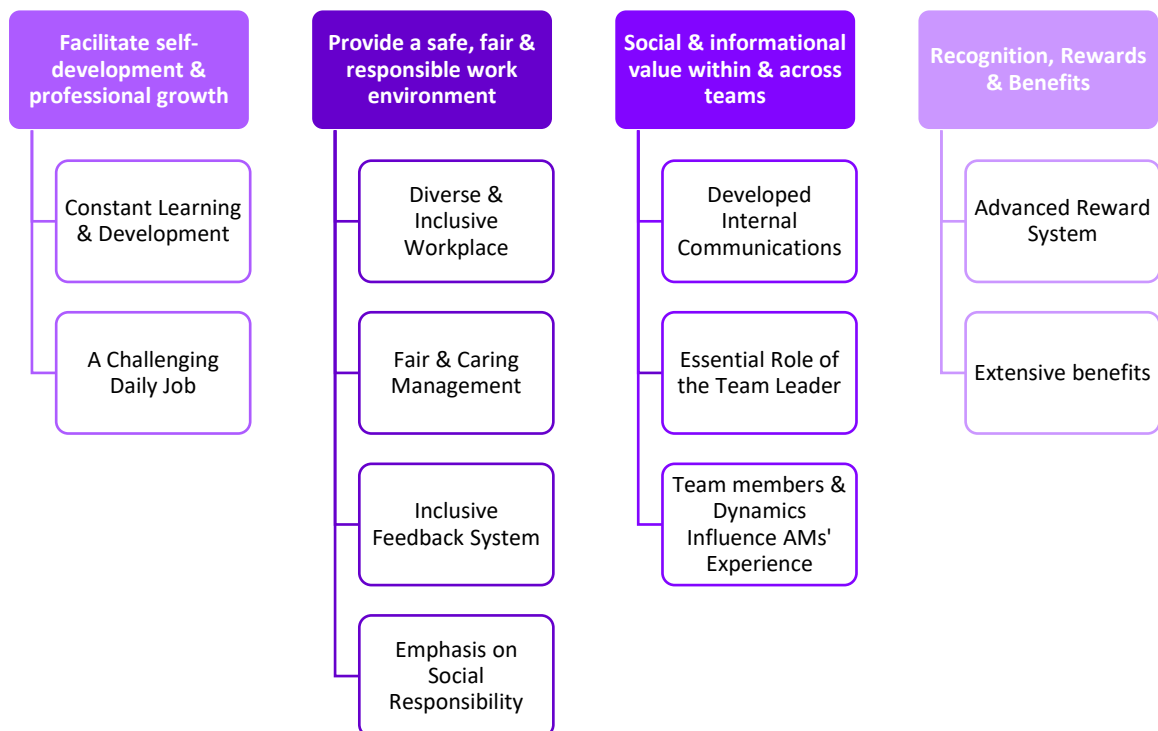 Facilitate self-
development &
professional growth
Constant Learning
& Development
A Challenging
Daily Job
Provide a safe, fair &
responsible work
environment
Diverse &
Inclusive
Workplace
Fair & Caring
Management
Inclusive
Feedback System
Emphasis on
Social
Responsibility
Social & informational
value within & across
teams
Developed
Internal
Communications
Essential Role of
the Team Leader
Team members &
Dynamics
Influence AMs'
Experience
Recognition, Rewards
& Benefits
Advanced Reward
System
Extensive benefits